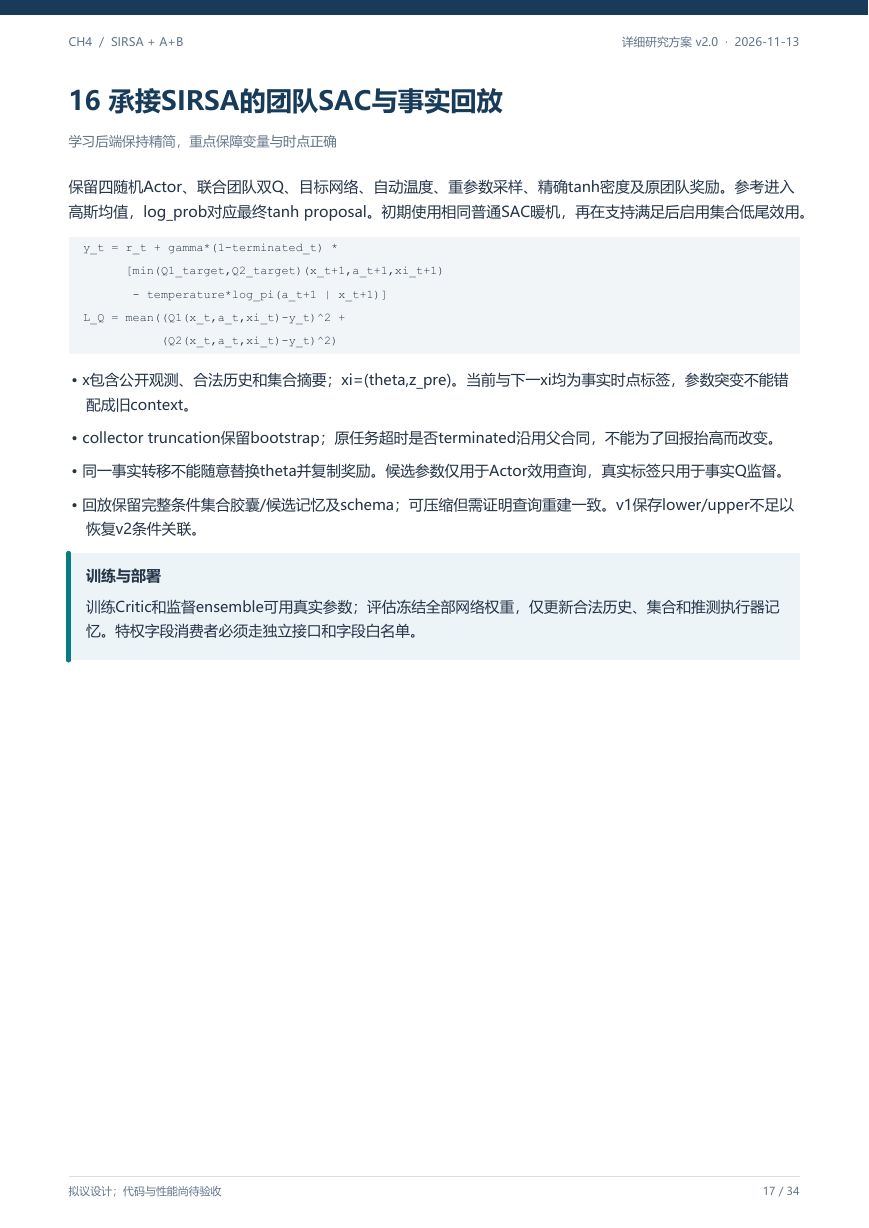 CH4 / SIRSA + A+B
详细研究方案 v2.0 · 2026-11-13
16 承接SIRSA的团队SAC与事实回放
学习后端保持精简，重点保障变量与时点正确
保留四随机Actor、联合团队双Q、目标网络、自动温度、重参数采样、精确tanh密度及原团队奖励。参考进入
高斯均值，log_prob对应最终tanh proposal。初期使用相同普通SAC暖机，再在支持满足后启用集合低尾效用。
y_t = r_t + gamma*(1-terminated_t) *
[min(Q1_target,Q2_target)(x_t+1,a_t+1,xi_t+1)
- temperature*log_pi(a_t+1 | x_t+1)]
L_Q = mean((Q1(x_t,a_t,xi_t)-y_t)^2 +
(Q2(x_t,a_t,xi_t)-y_t)^2)
• x包含公开观测、合法历史和集合摘要；xi=(theta,z_pre)。当前与下一xi均为事实时点标签，参数突变不能错
配成旧context。
• collector truncation保留bootstrap；原任务超时是否terminated沿用父合同，不能为了回报抬高而改变。
• 同一事实转移不能随意替换theta并复制奖励。候选参数仅用于Actor效用查询，真实标签只用于事实Q监督。
• 回放保留完整条件集合胶囊/候选记忆及schema；可压缩但需证明查询重建一致。v1保存lower/upper不足以
恢复v2条件关联。
训练与部署
训练Critic和监督ensemble可用真实参数；评估冻结全部网络权重，仅更新合法历史、集合和推测执行器记
忆。特权字段消费者必须走独立接口和字段白名单。
拟议设计；代码与性能尚待验收
17 / 34